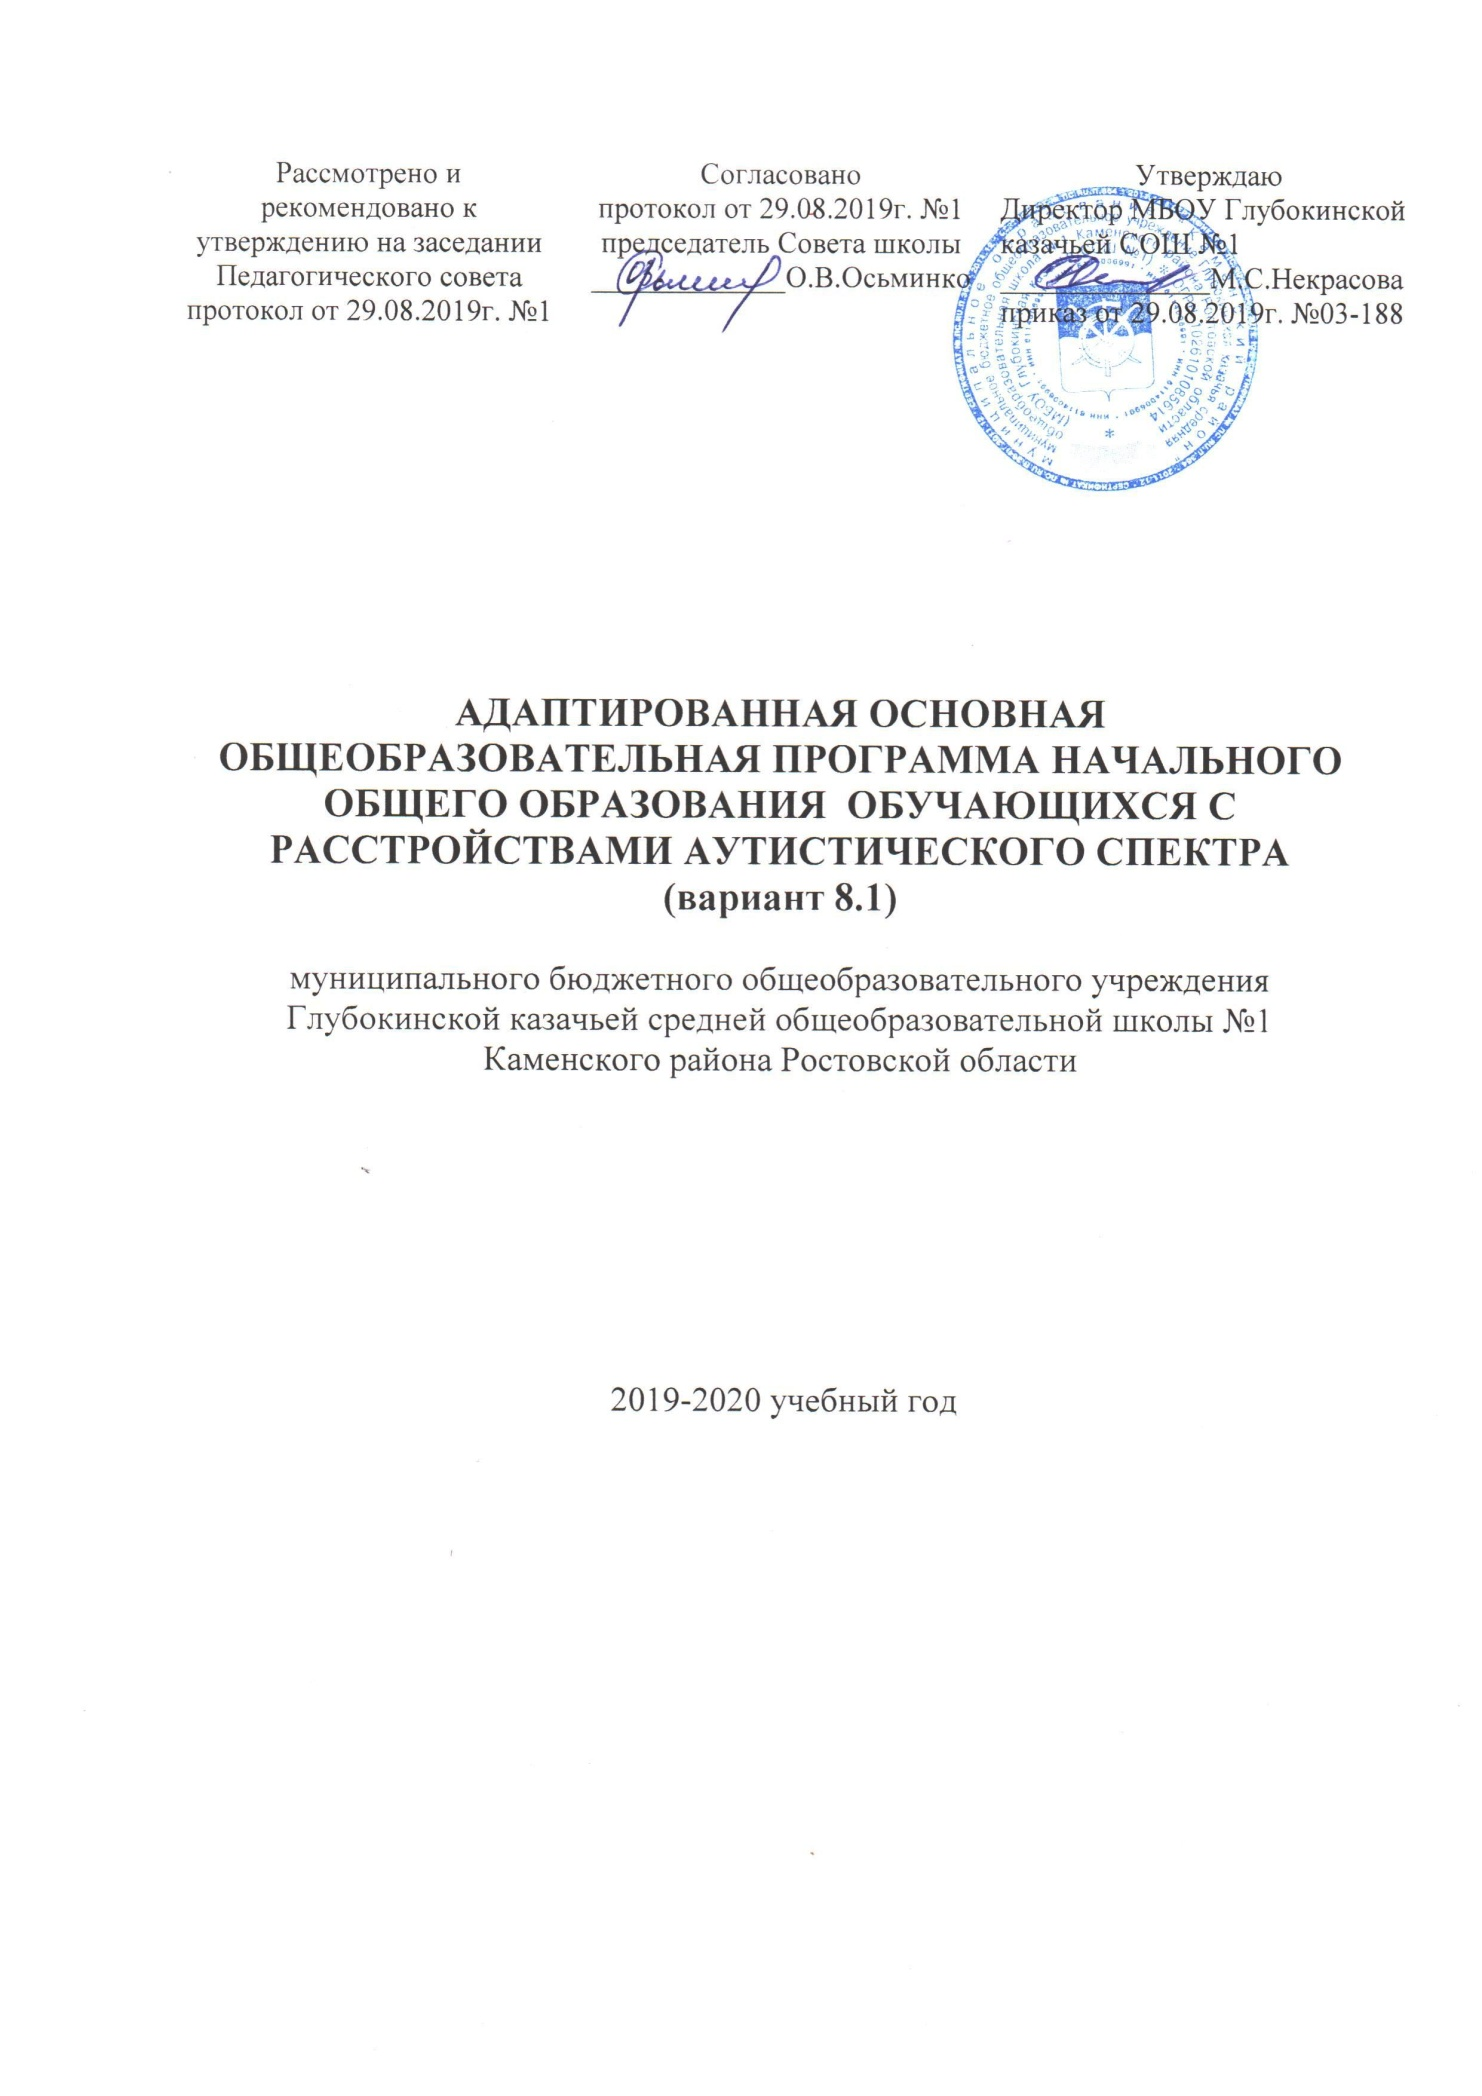 Рассмотрено и
рекомендовано к
утверждению на заседании
Педагогического совета
протокол от 29.08.2019г. №1
Согласовано
протокол от 29.08.2019г. №1
председатель Совета школы
О.В.Осьминко
Утверждаю
Директор МБОУ Глубокинской
казачьей СОШ №1
М.С.Некрасова
приказ от 29.08.2019г. №03-188
АДАПТИРОВАННАЯ ОСНОВНАЯ
ОБЩЕОБРАЗОВАТЕЛЬНАЯ ПРОГРАММА НАЧАЛЬНОГО
ОБЩЕГО ОБРАЗОВАНИЯ ОБУЧАЮЩИХСЯ С
РАССТРОЙСТВАМИ АУТИСТИЧЕСКОГО СПЕКТРА
(вариант 8.1)
муниципального бюджетного общеобразовательного учреждения
Глубокинской казачьей средней общеобразовательной школы №1
Каменского района Ростовской области
2019-2020 учебный год